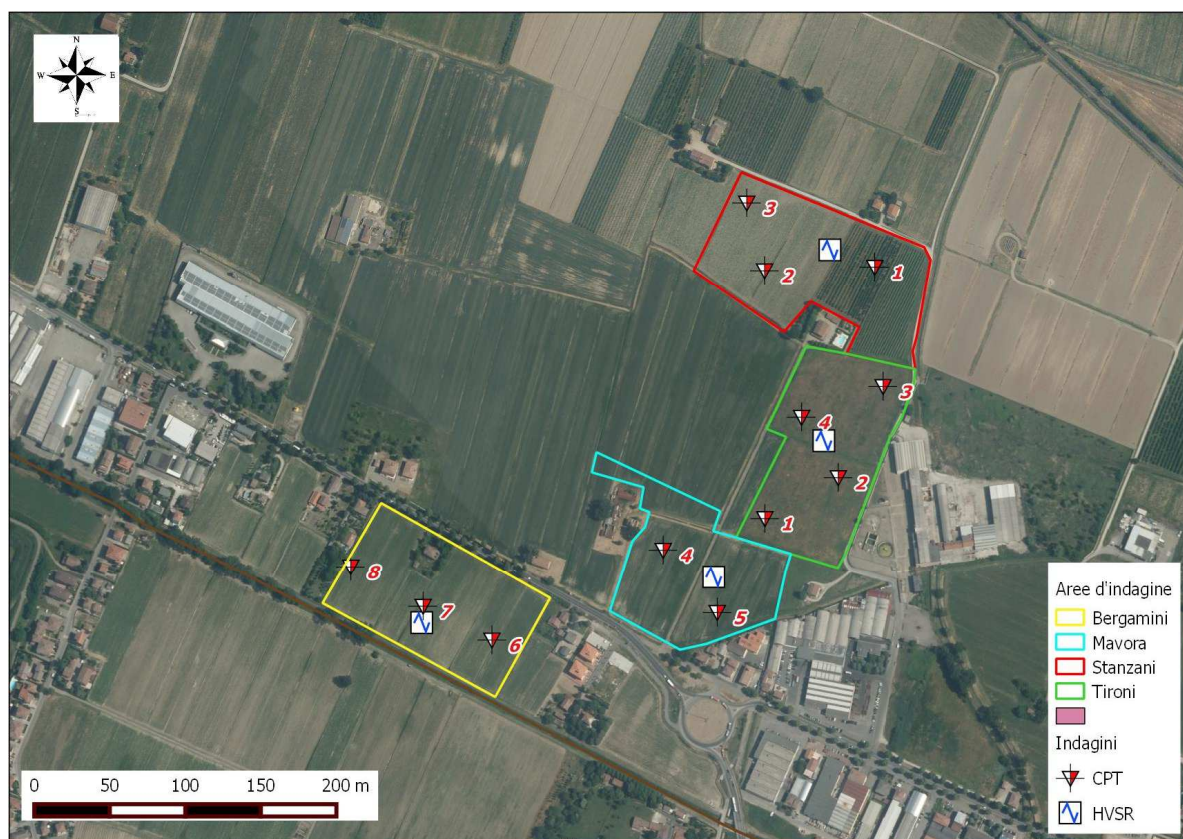 N
W
E
S
3
2
1
3
4
2
1
4
5
8
7
6
Aree d'indagine
Bergamini
Mavora
Stanzani
Tironi
Indagini
CPT
HVSR
0 50 100 150 200 m